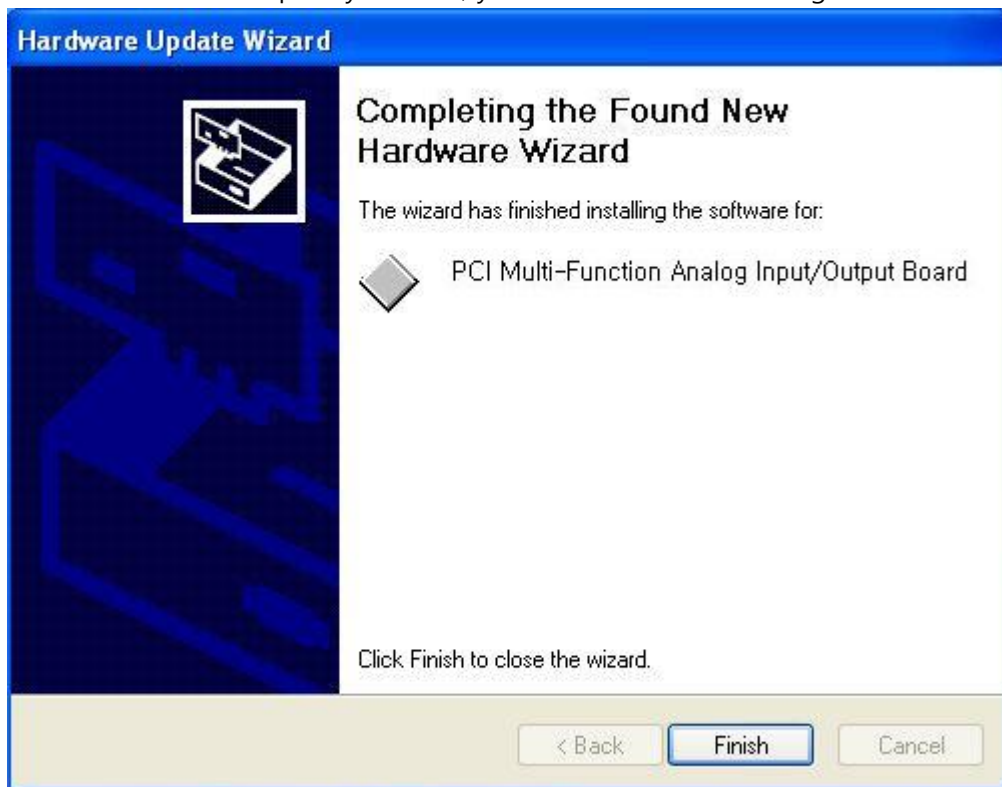 Hardware Update Wizard
Completing the Found New
Hardware Wizard
The wizard has finished installing the software for:
PCI Multi-Function Analog Input/Output Board
Click Finish to close the wizard.
< Back Finish Cancel